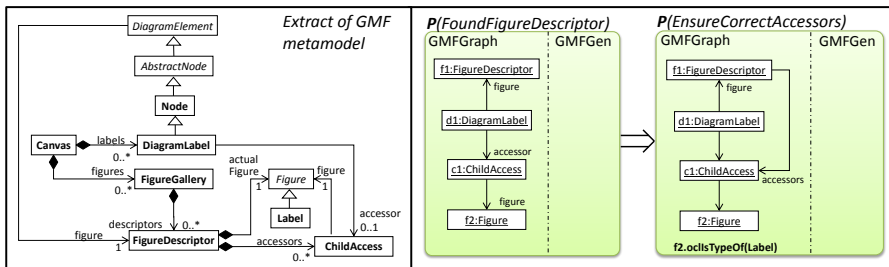 Extract of GMF
metamodel
DiagramElement
AbstractNode
Node
Canvas
labels
0..*
DiagramLabel
figures
0..*
FigureGallery
actual
Figure
1
Figure
figure
1
Label
descriptors
0..*
accessor
0..1
figure
1
FigureDescriptor
accessors
0..*
ChildAccess
P(FoundFigureDescriptor)
GMFGraph
GMFGen
f1:FigureDescriptor
figure
d1:DiagramLabel
accessor
c1:ChildAccess
figure
f2:Figure
P(EnsureCorrectAccessors)
GMFGraph
GMFGen
f1:FigureDescriptor
figure
d1:DiagramLabel
c1:ChildAccess
accessors
f2:Figure
f2.oclIsTypeOf(Label)